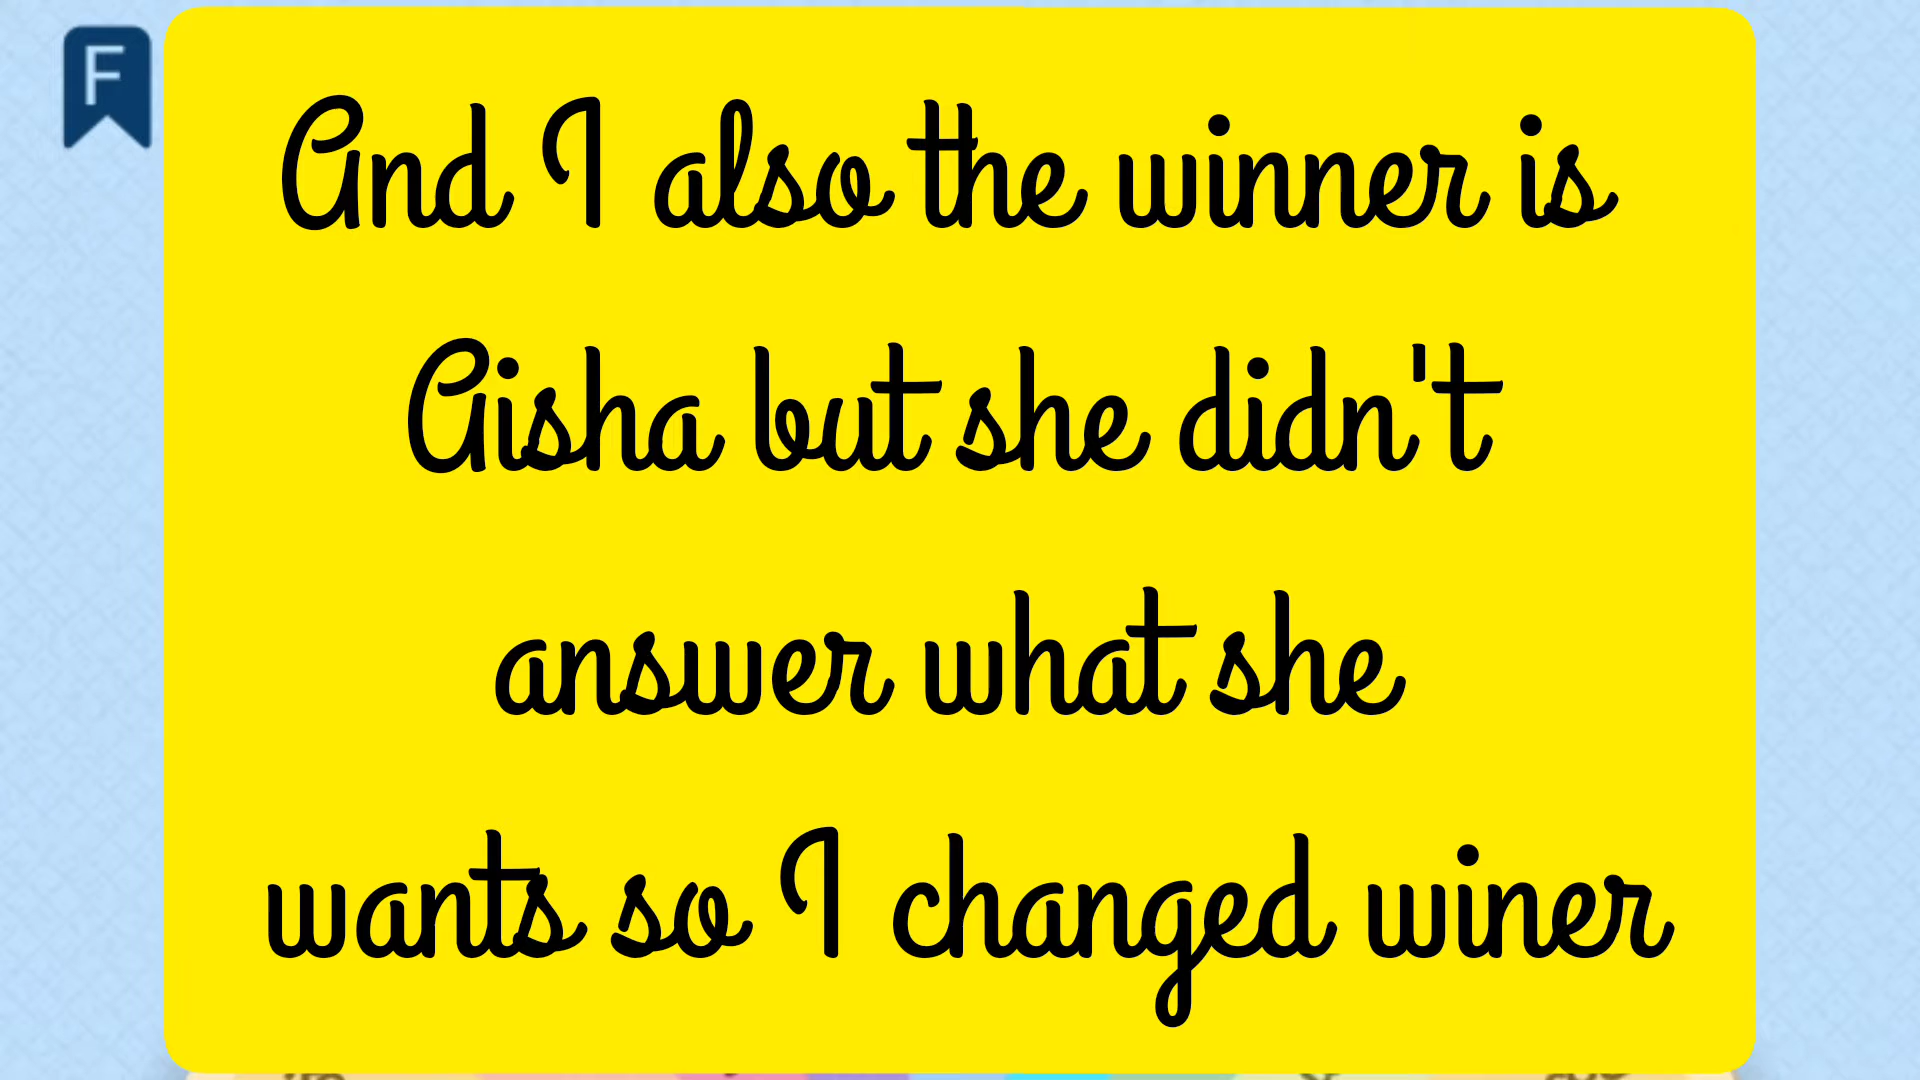 F
And I also the winner is
Aisha but she didn't
answer what she
wants so I changed winer